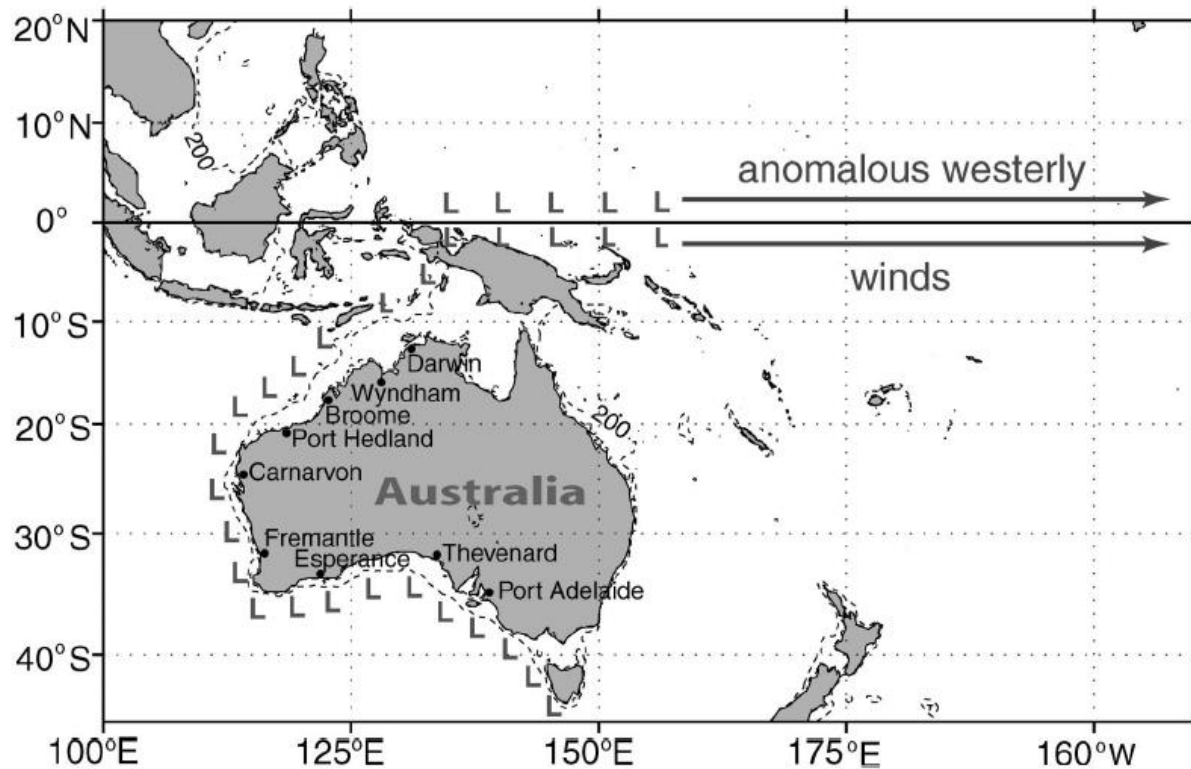 20°N
200
10°N
anomalous westerly
L L L L L
0°
L L L L L
winds
L
L
10°S
L
Darwin
L
Wyndham
L
Broome
L
200
20°S
Port Hedland
L
Carnarvon
Australia
L
30°S
L
Fremantle
Thevenard
Esperance
L
Port Adelaide
L L L L L L
L
L
40°S
L
L
100°E 125°E 150°E 175°E 160°W